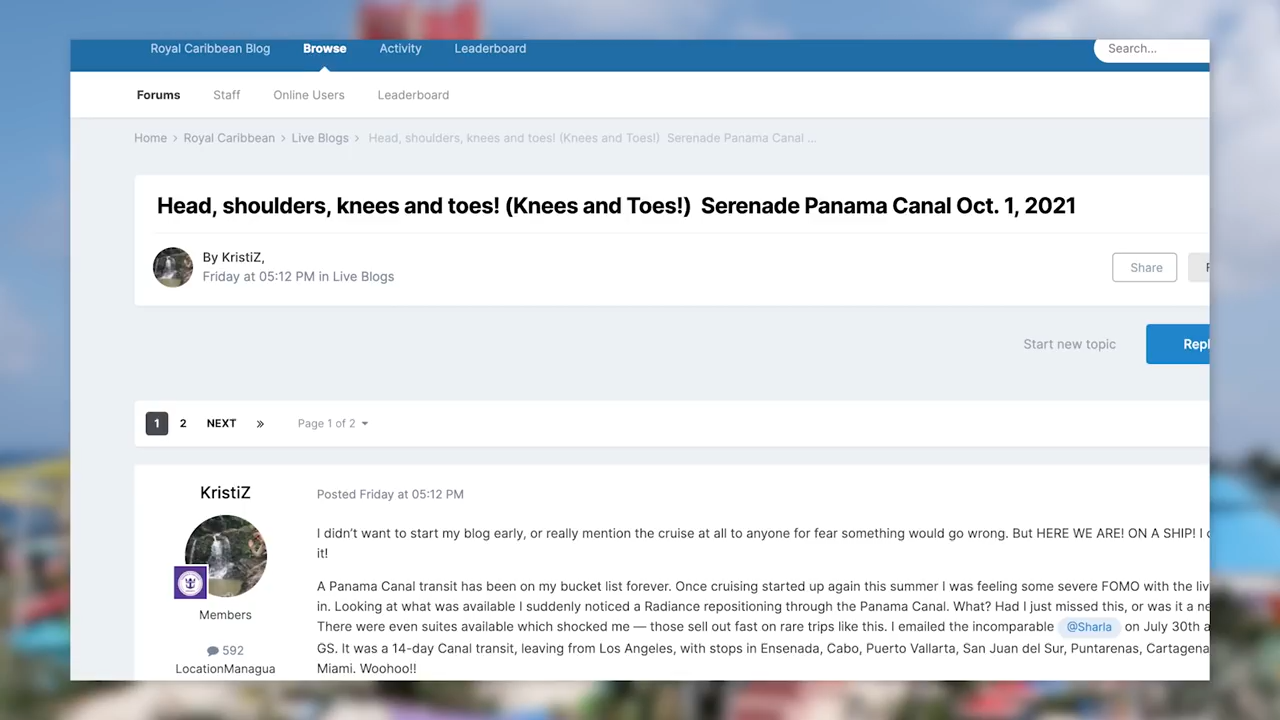 Royal Caribbean Blog Browse Activity Leaderboard Search...
Forums Staff Online Users Leaderboard
Home > Royal Caribbean > Live Blogs > Head, shoulders, knees and toes! (Knees and Toes!) Serenade Panama Canal ...
Head, shoulders, knees and toes! (Knees and Toes!) Serenade Panama Canal Oct. 1, 2021
By KristiZ,
Friday at 05:12 PM in Live Blogs
Share
Start new topic
1 2 NEXT » Page 1 of 2
KristiZ
Posted Friday at 05:12 PM
I didn't want to start my blog early, or really mention the cruise at all to anyone for fear something would go wrong. But HERE WE ARE! ON A SHIP! I
it!
A Panama Canal transit has been on my bucket list forever. Once cruising started up again this summer I was feeling some severe FOMO with the
in. Looking at what was available I suddenly noticed a Radiance repositioning through the Panama Canal. What? Had I just missed this, or was it a
There were even suites available which shocked me — those sell out fast on rare trips like this. I emailed the incomparable @Sharla on July 30th
GS. It was a 14-day Canal transit, leaving from Los Angeles, with stops in Ensenada, Cabo, Puerto Vallarta, San Juan del Sur, Puntarenas, Cartagena
Miami. Woohoo!!
Members
592
LocationManagua